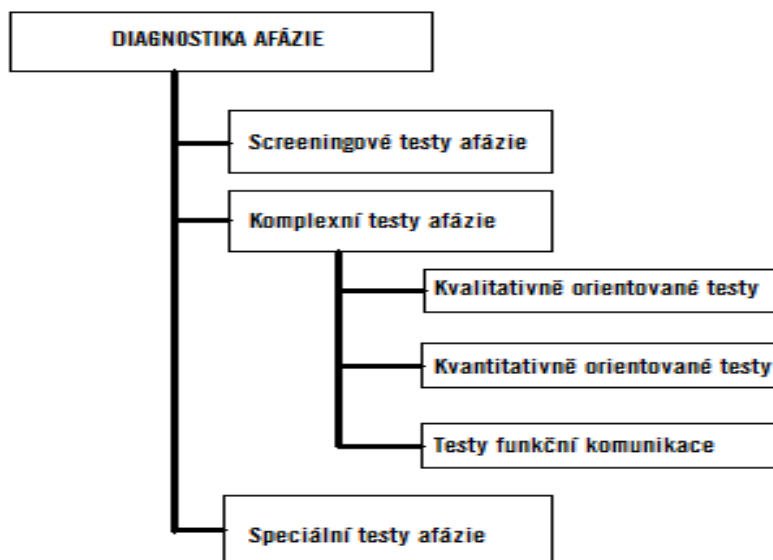 DIAGNOSTIKA AFÁZIE
Screeningové testy afázie
Komplexní testy afázie
Kvalitativně orientované testy
Kvantitativně orientované testy
Testy funkční komunikace
Speciální testy afázie